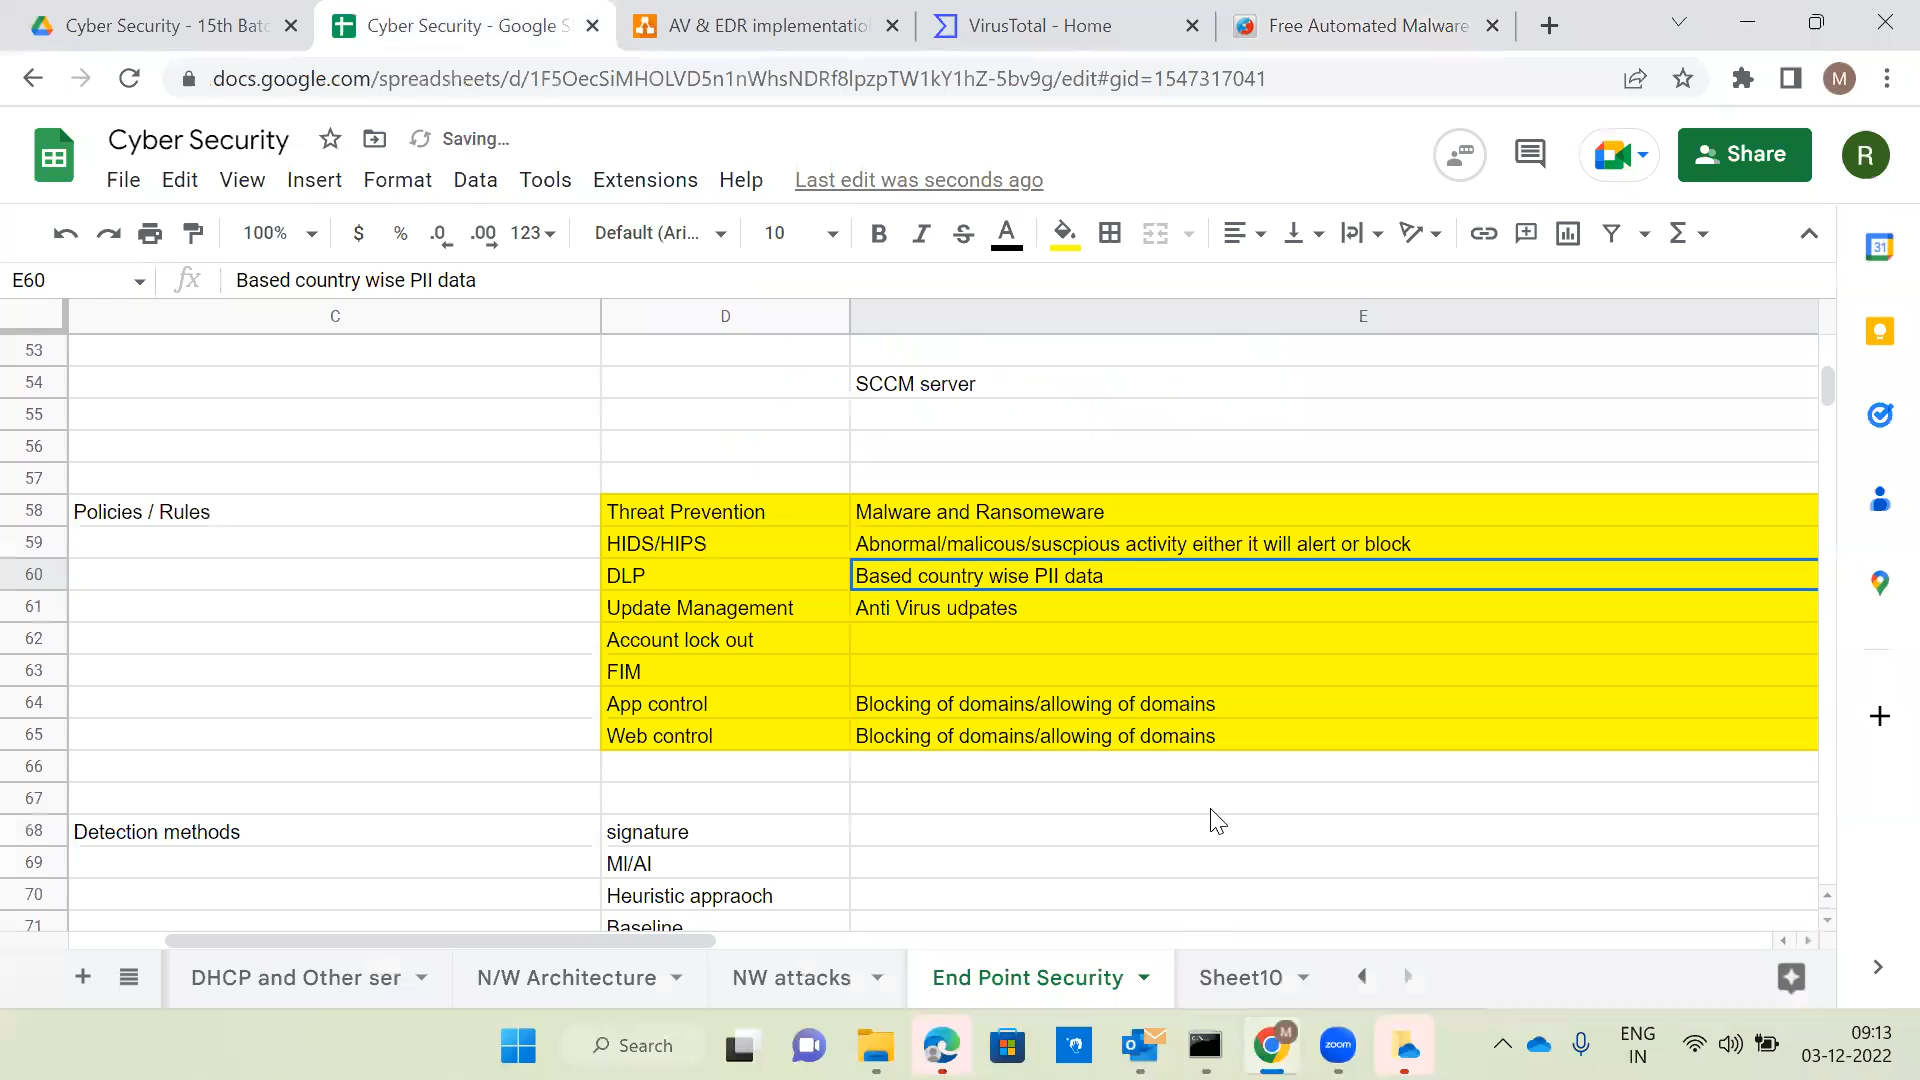 Cyber Security - 15th Batc
Cyber Security - Google S
AV & EDR implementatio
VirusTotal - Home
Free Automated Malware
docs.google.com/spreadsheets/d/1F5OecSiMHOLVD5n1nWhsNDRf8lpzpTW1kY1hZ-5bv9g/edit#gid=1547317041
M
Cyber Security
Saving...
Share
R
File Edit View Insert Format Data Tools Extensions Help Last edit was seconds ago
100% $ % .0 .00 123 Default (Ari... 10 B I S A
31
E60 fx Based country wise PII data
C D E
53
54 SCCM server
55
56
57
58 Policies / Rules Threat Prevention Malware and Ransomeware
59 HIDS/HIPS Abnormal/malicous/suscpious activity either it will alert or block
60 DLP Based country wise PII data
61 Update Management Anti Virus udpates
62 Account lock out
63 FIM
64 App control Blocking of domains/allowing of domains
65 Web control Blocking of domains/allowing of domains
66
67
68 Detection methods signature
69 Ml/AI
70 Heuristic appraoch
71 Baseline
DHCP and Other ser N/W Architecture NW attacks End Point Security Sheet10
Search
M
zoom
ENG
IN
09:13
03-12-2022